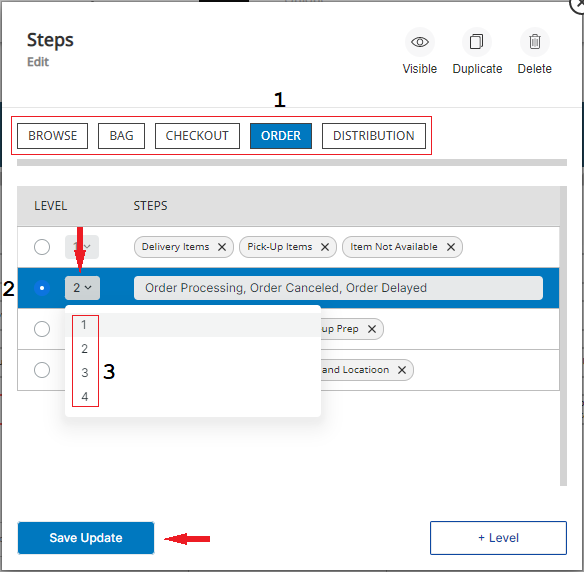 Steps
Edit
Visible Duplicate Delete
1
BROWSE BAG CHECKOUT ORDER DISTRIBUTION
LEVEL STEPS
Delivery Items Pick-Up Items Item Not Available
2 2 Order Processing, Order Canceled, Order Delayed
1 up Prep
2
3 3 and Locatioon
4
Save Update + Level